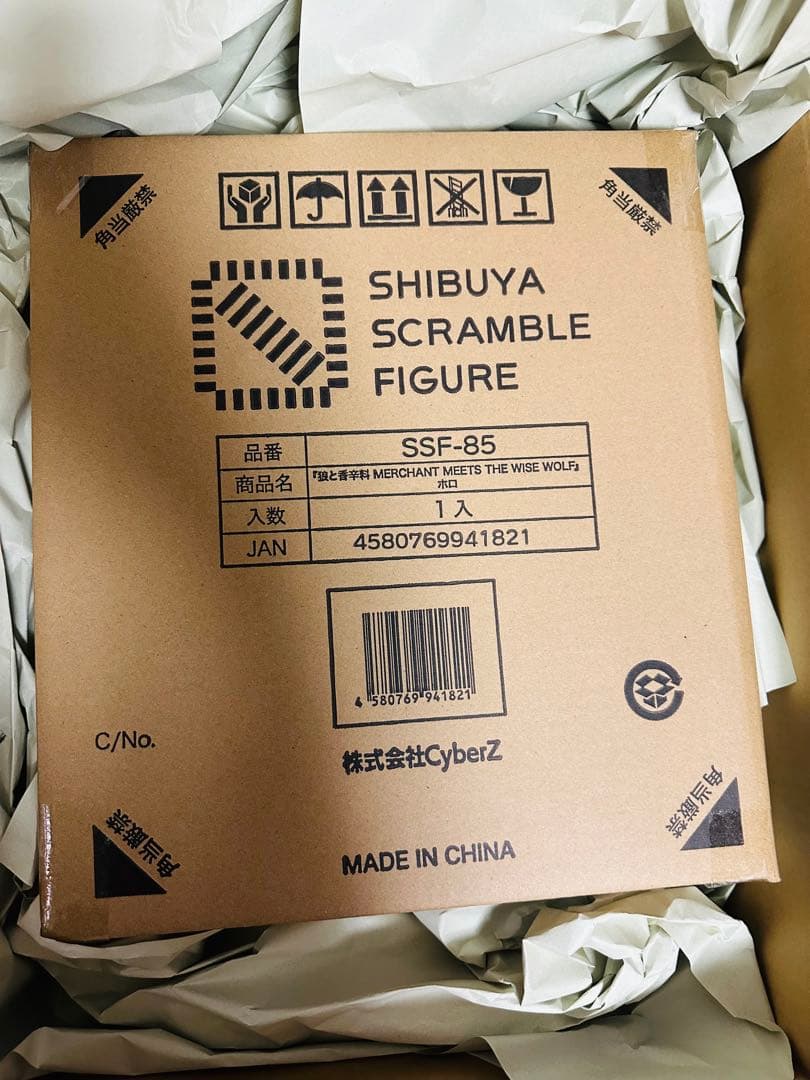 角当厳禁
角当厳禁
SHIBUYA
SCRAMBLE
FIGURE
品番 SSF-85
商品名 『狼と香辛料 MERCHANT MEETS THE WISE WOLF』
ホロ
入数 1入
JAN 4580769941821
4 580769 941821
C/No.
株式会社CyberZ
角当厳禁
角当厳禁
MADE IN CHINA